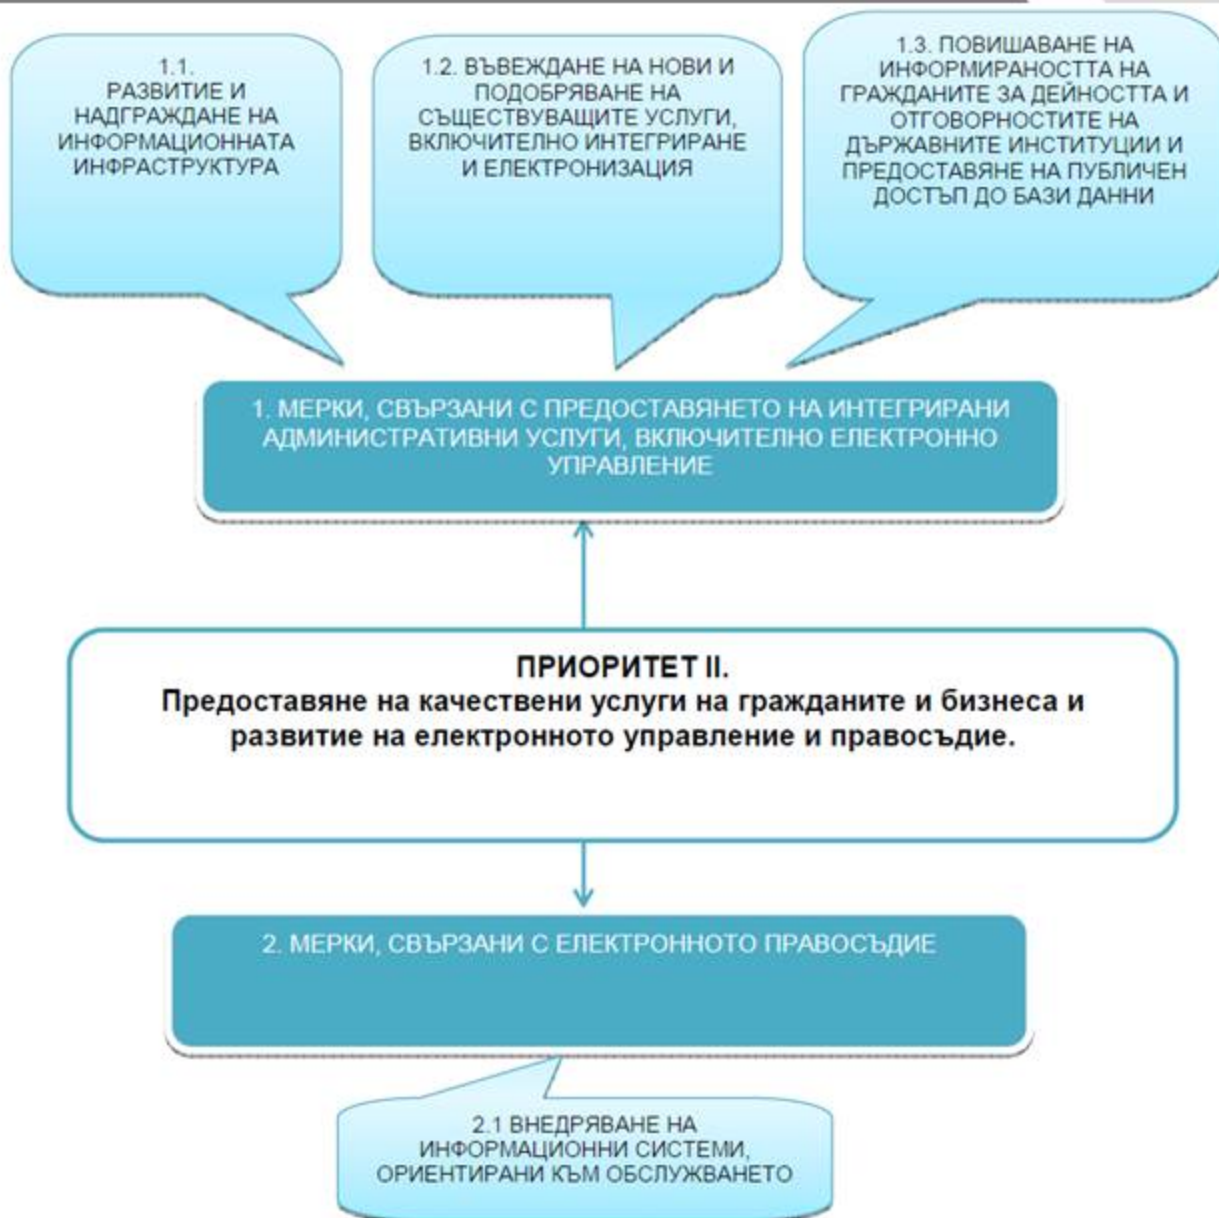 1.1.
РАЗВИТИЕ И
НАДГРАЖДАНЕ НА
ИНФОРМАЦИОННАТА
ИНФРАСТРУКТУРА
1.2. ВЪВЕЖДАНЕ НА НОВИ И
ПОДОБРЯВАНЕ НА
СЪЩЕСТВУВАЩИТЕ УСЛУГИ,
ВКЛЮЧИТЕЛНО ИНТЕГРИРАНЕ
И ЕЛЕКТРОНИЗАЦИЯ
1.3. ПОВИШАВАНЕ НА
ИНФОРМИРАНОСТТА НА
ГРАЖДАНИТЕ ЗА ДЕЙНОСТТА И
ОТГОВОРНОСТИТЕ НА
ДЪРЖАВНИТЕ ИНСТИТУЦИИ И
ПРЕДОСТАВЯНЕ НА ПУБЛИЧЕН
ДОСТЪП ДО БАЗИ ДАННИ
1. МЕРКИ, СВЪРЗАНИ С ПРЕДОСТАВЯНЕТО НА ИНТЕГРИРАНИ
АДМИНИСТРАТИВНИ УСЛУГИ, ВКЛЮЧИТЕЛНО ЕЛЕКТРОННО
УПРАВЛЕНИЕ
ПРИОРИТЕТ II.
Предоставяне на качествени услуги на гражданите и бизнеса и
развитие на електронното управление и правосъдие.
2. МЕРКИ, СВЪРЗАНИ С ЕЛЕКТРОННОТО ПРАВОСЪДИЕ
2.1 ВНЕДРЯВАНЕ НА
ИНФОРМАЦИОННИ СИСТЕМИ,
ОРИЕНТИРАНИ КЪМ ОБСЛУЖВАНЕТО